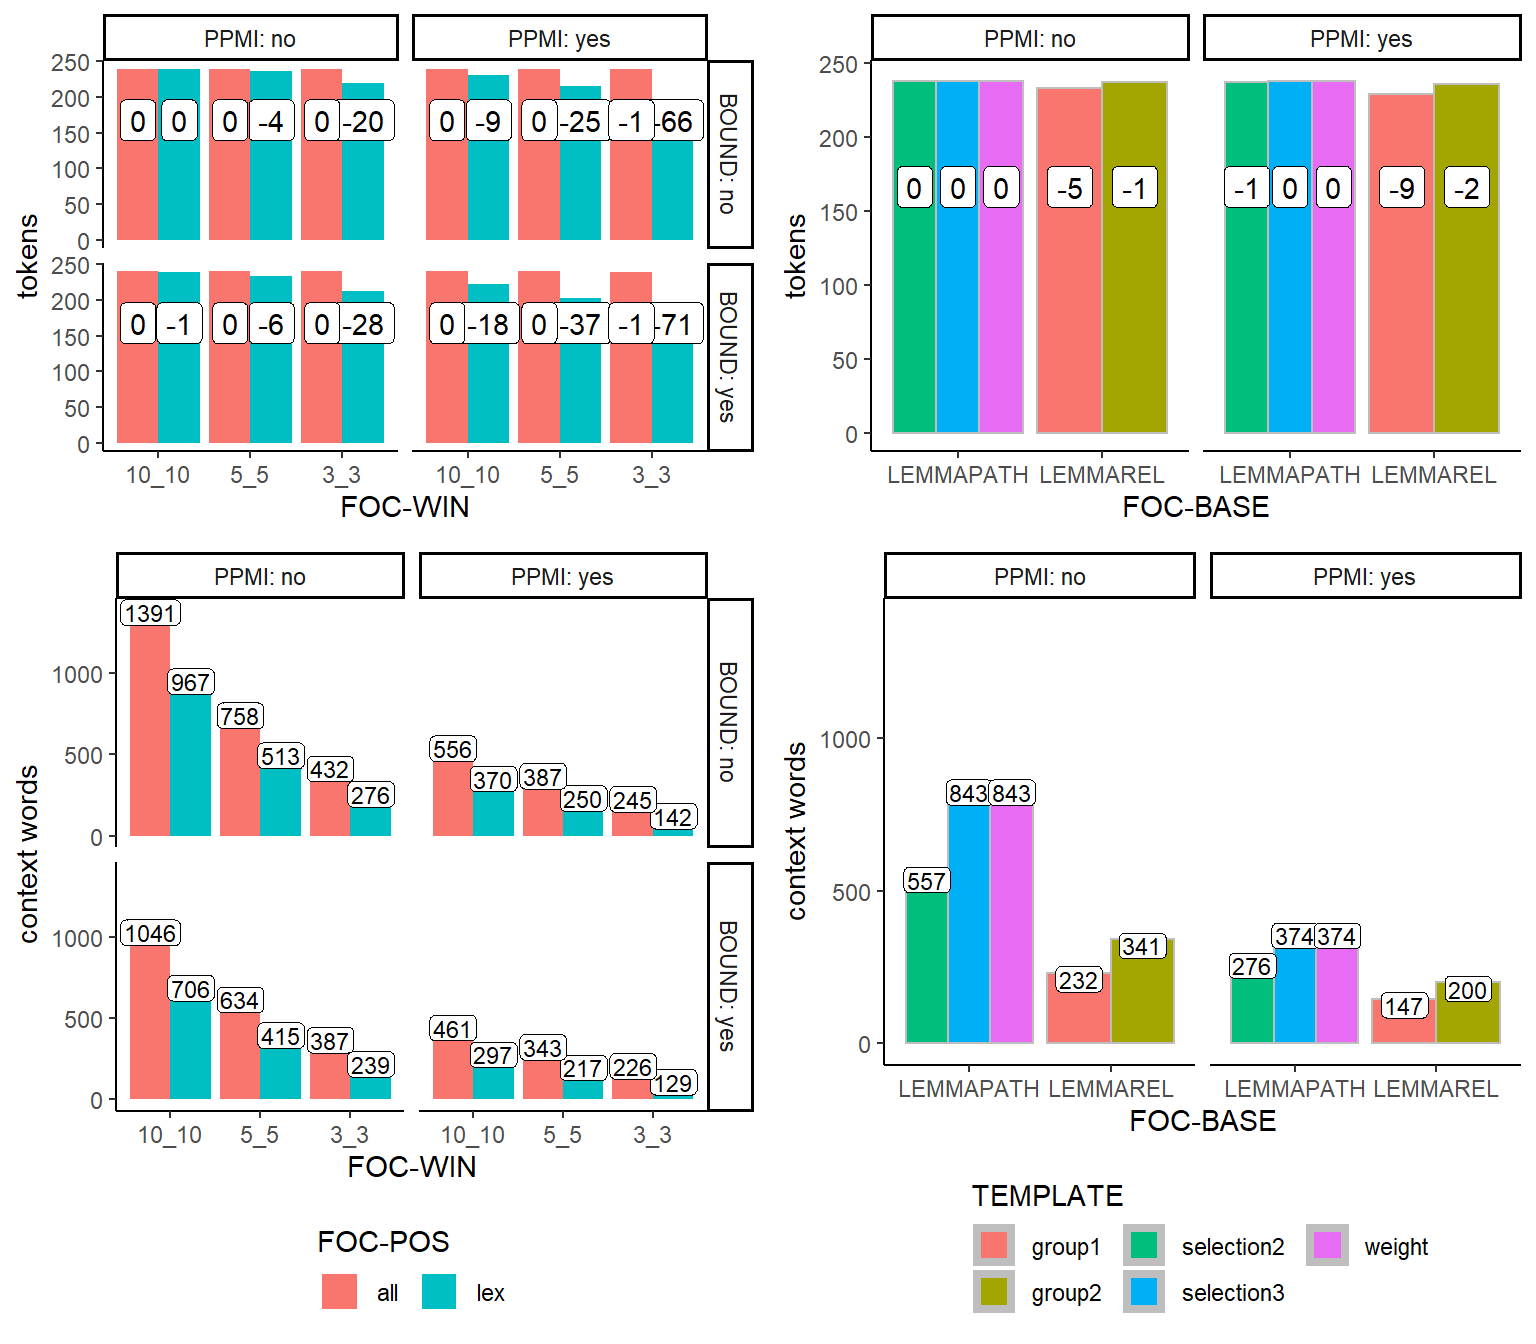 PPMI: no PPMI: yes
250
200
150
100
50
0
0 0 0 -4 0 -20 0 -9 0 -25 -1 -66
BOUND: no
250
200
150
100
50
0
0 -1 0 -6 0 -28 0 -18 0 -37 -1 -71
BOUND: yes
tokens
10_10 5_5 3_3 10_10 5_5 3_3
FOC-WIN
PPMI: no PPMI: yes
250
200
150
100
50
0
0 0 0 -5 -1 -1 0 0 -9 -2
tokens
LEMMAPATH LEMMAREL LEMMAPATH LEMMAREL
FOC-BASE
PPMI: no PPMI: yes
1000
500
0
1391 967 758 513 432 276 556 370 387 250 245 142
BOUND: no
1000
500
0
1046 706 634 415 387 239 461 297 343 217 226 129
BOUND: yes
context words
10_10 5_5 3_3 10_10 5_5 3_3
FOC-WIN
FOC-POS
all lex
PPMI: no PPMI: yes
1000
500
0
557 843 843 232 341 276 374 374 147 200
context words
LEMMAPATH LEMMAREL LEMMAPATH LEMMAREL
FOC-BASE
TEMPLATE
group1 selection2 weight
group2 selection3